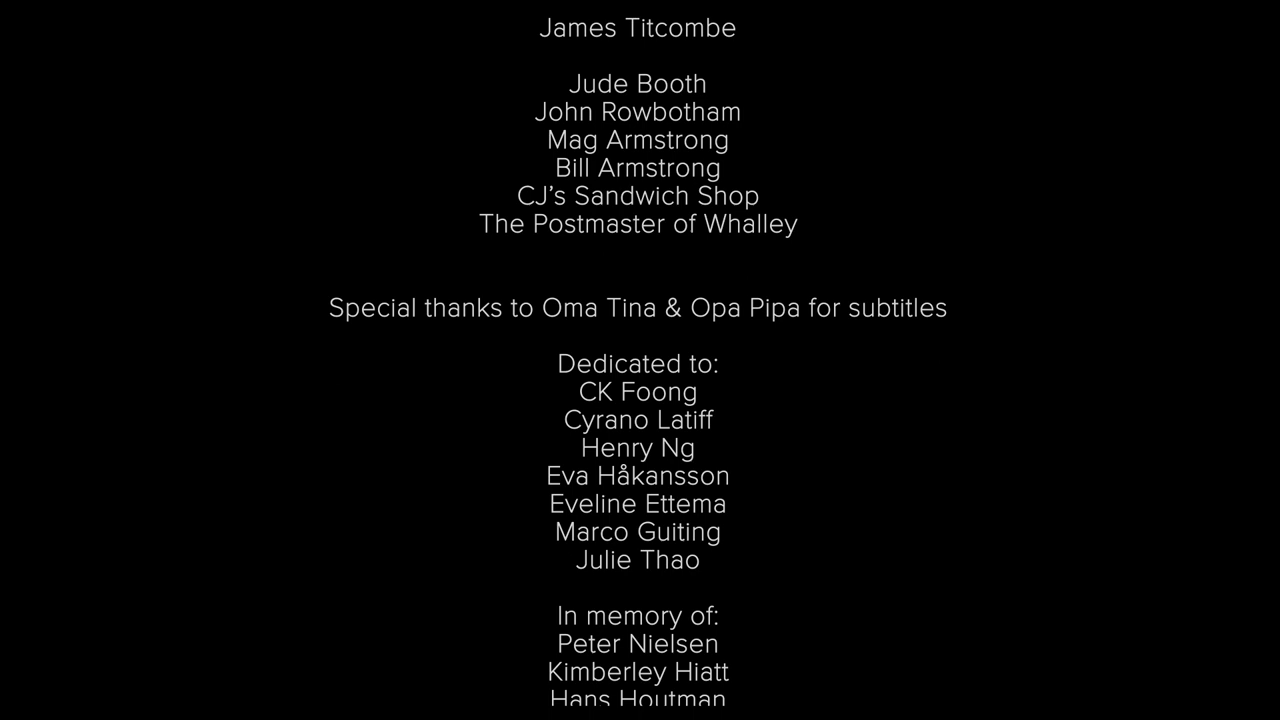 James Titcombe
Jude Booth
John Rowbotham
Mag Armstrong
Bill Armstrong
CJ’s Sandwich Shop
The Postmaster of Whalley
Special thanks to Oma Tina & Opa Pipa for subtitles
Dedicated to:
CK Foong
Cyrano Latiff
Henry Ng
Eva Håkansson
Eveline Ettema
Marco Guiting
Julie Thao
In memory of:
Peter Nielsen
Kimberley Hiatt
Hans Houtman